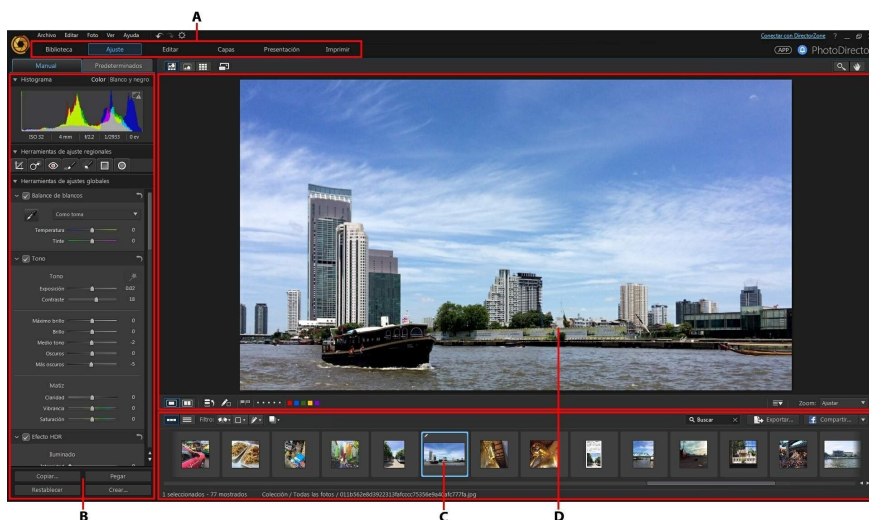 A
Archivo Editar Foto Ver Ayuda
Conectar con DirectorZone ?
Biblioteca Ajuste Editar Capas Presentación Imprimir
APP PhotoDirecto
Manual Predeterminados
Histograma Color Blanco y negro
ISO 32 4 mm f/2.2 1/2933 0 ev
Herramientas de ajuste regionales
Herramientas de ajustes globales
Balance de blancos
Como toma
Temperatura 0
Tinte 0
Tono
Tono
Exposición 0.02
Contraste 18
Máximo brillo 0
Brillo 0
Medio tono -2
Oscuros 0
Más oscuros -5
Matiz
Claridad 0
Vibranca 0
Saturación 0
Efecto HDR
Iluminado
Copiar... Pegar
Restablecer Crear...
Zoom: Ajustar
Filtro: Buscar Exportar... Compartir...
1 seleccionados - 77 mostrados Colección / Todas las fotos /
B C D